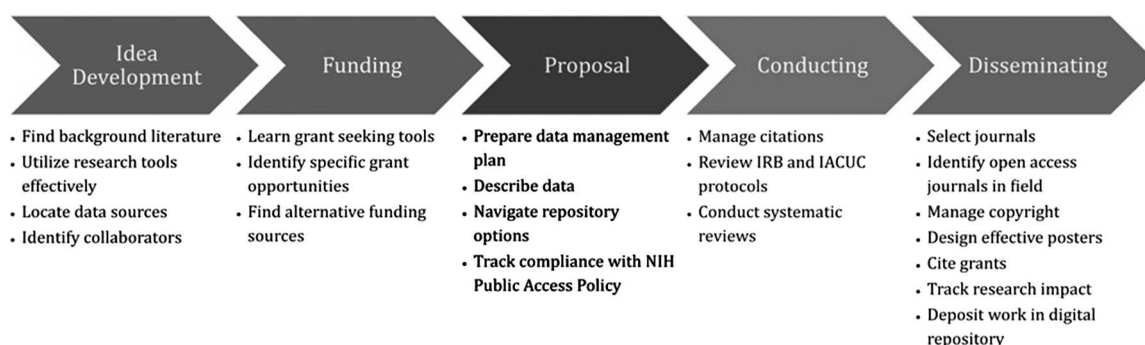 Idea
Development
Funding
Proposal
Conducting
Disseminating
• Find background literature
• Utilize research tools
effectively
• Locate data sources
• Identify collaborators
• Learn grant seeking tools
• Identify specific grant
opportunities
• Find alternative funding
sources
• Prepare data management
plan
• Describe data
• Navigate repository
options
• Track compliance with NIH
Public Access Policy
• Manage citations
• Review IRB and IACUC
protocols
• Conduct systematic
reviews
• Select journals
• Identify open access
journals in field
• Manage copyright
• Design effective posters
• Cite grants
• Track research impact
• Deposit work in digital
repository